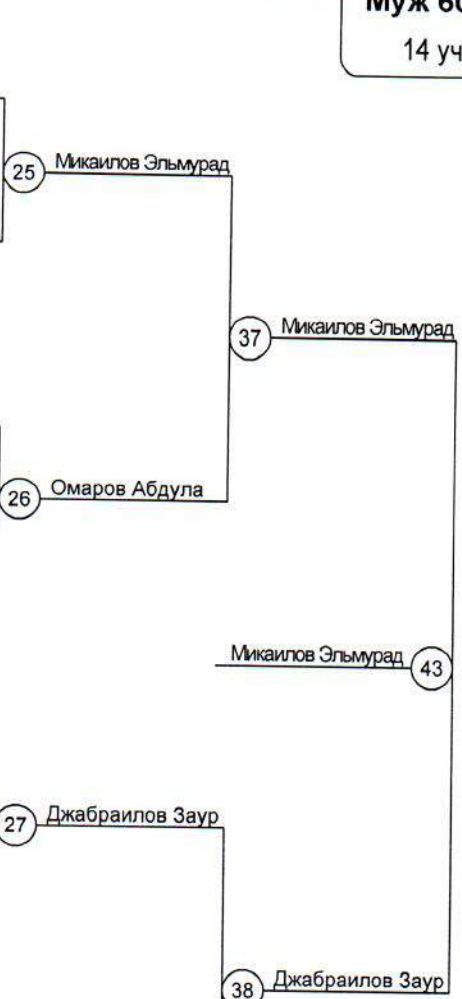 Муж 60
14 уч
25
Микаилов Эльмурад
37
Микаилов Эльмурад
26
Омаров Абдула
Микаилов Эльмурад
43
27
Джабраилов Заур
38
Джабраилов Заур